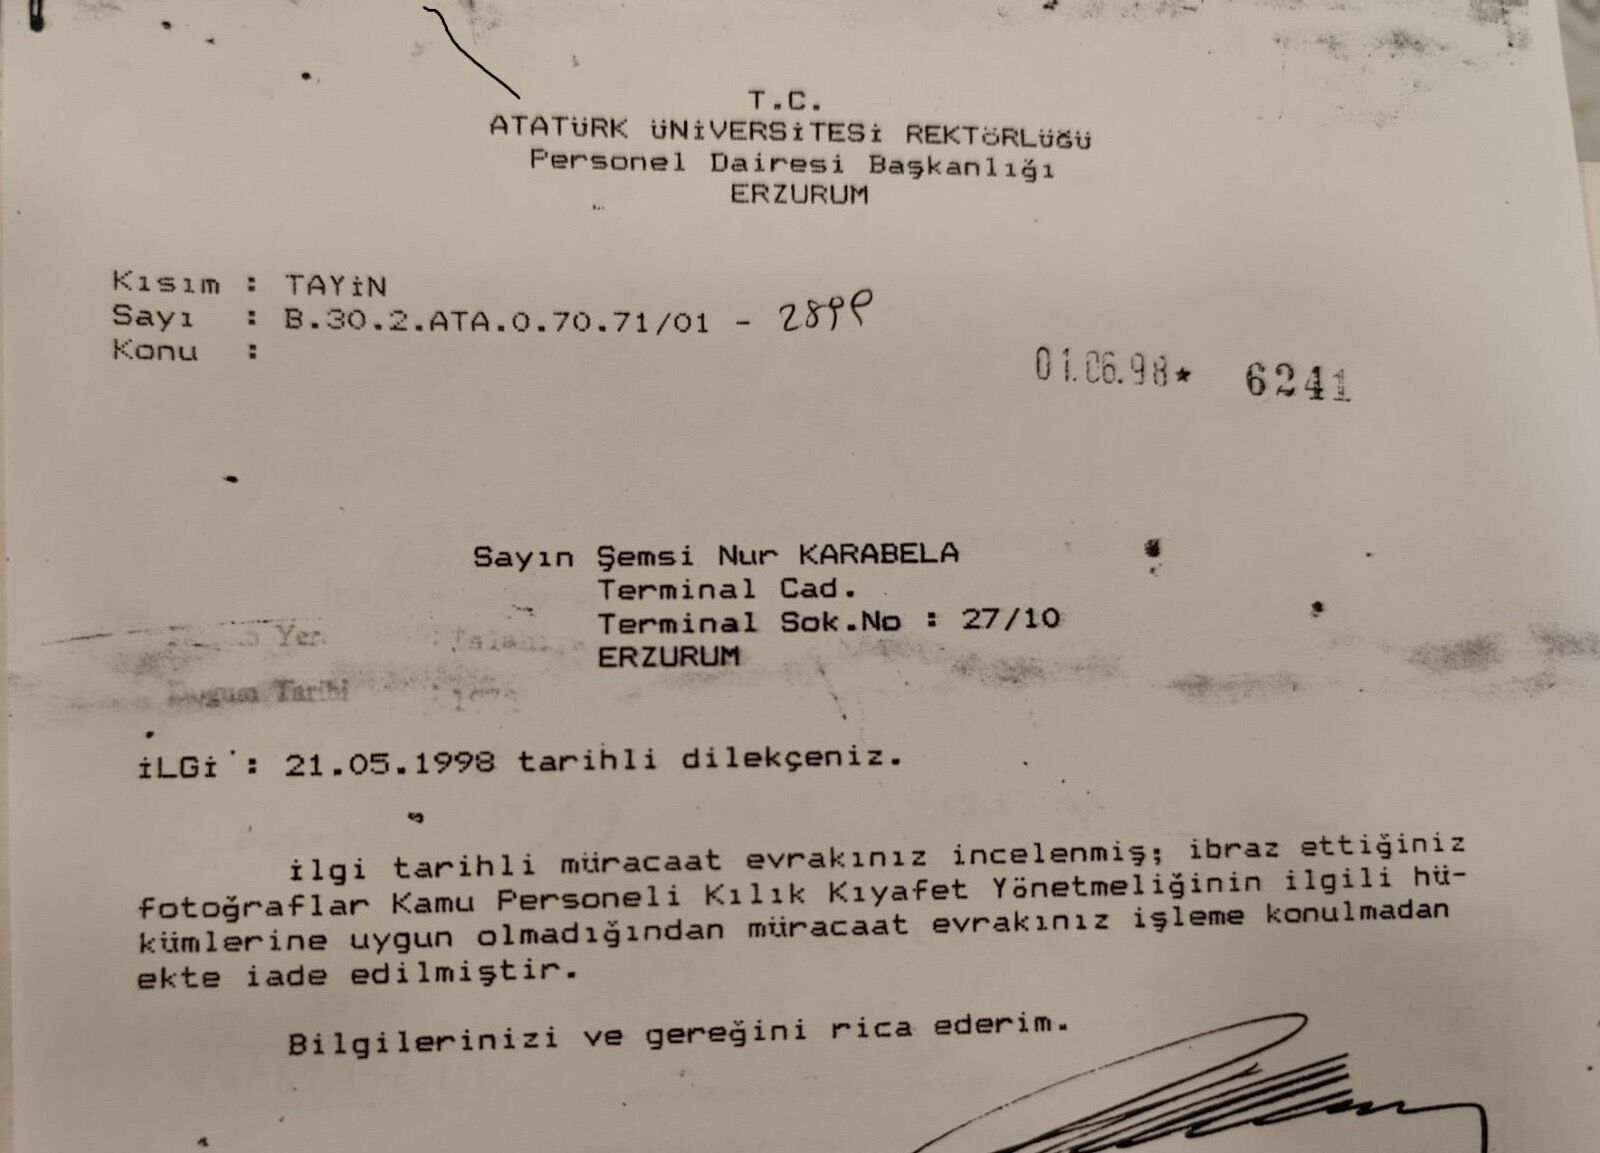 T.C.
ATATÜRK ÜNİVERSİTESİ REKTÖRLÜĞÜ
Personel Dairesi Başkanlığı
ERZURUM
Kısım : TAYİN
Sayı : B.30.2.ATA.0.70.71/01 - 2899
Konu :
01.06.98★ 6241
Sayın Şemsi Nur KARABELA
Terminal Cad.
Terminal Sok.No : 27/10
ERZURUM
İLGİ : 21.05.1998 tarihli dilekçeniz.
İlgi tarihli müracaat evrakınız incelenmiş; ibraz ettiğiniz
fotoğraflar Kamu Personeli Kılık Kıyafet Yönetmeliğinin ilgili hü-
kümlerine uygun olmadığından müracaat evrakınız işleme konulmadan
ekte iade edilmiştir.
Bilgilerinizi ve gereğini rica ederim.